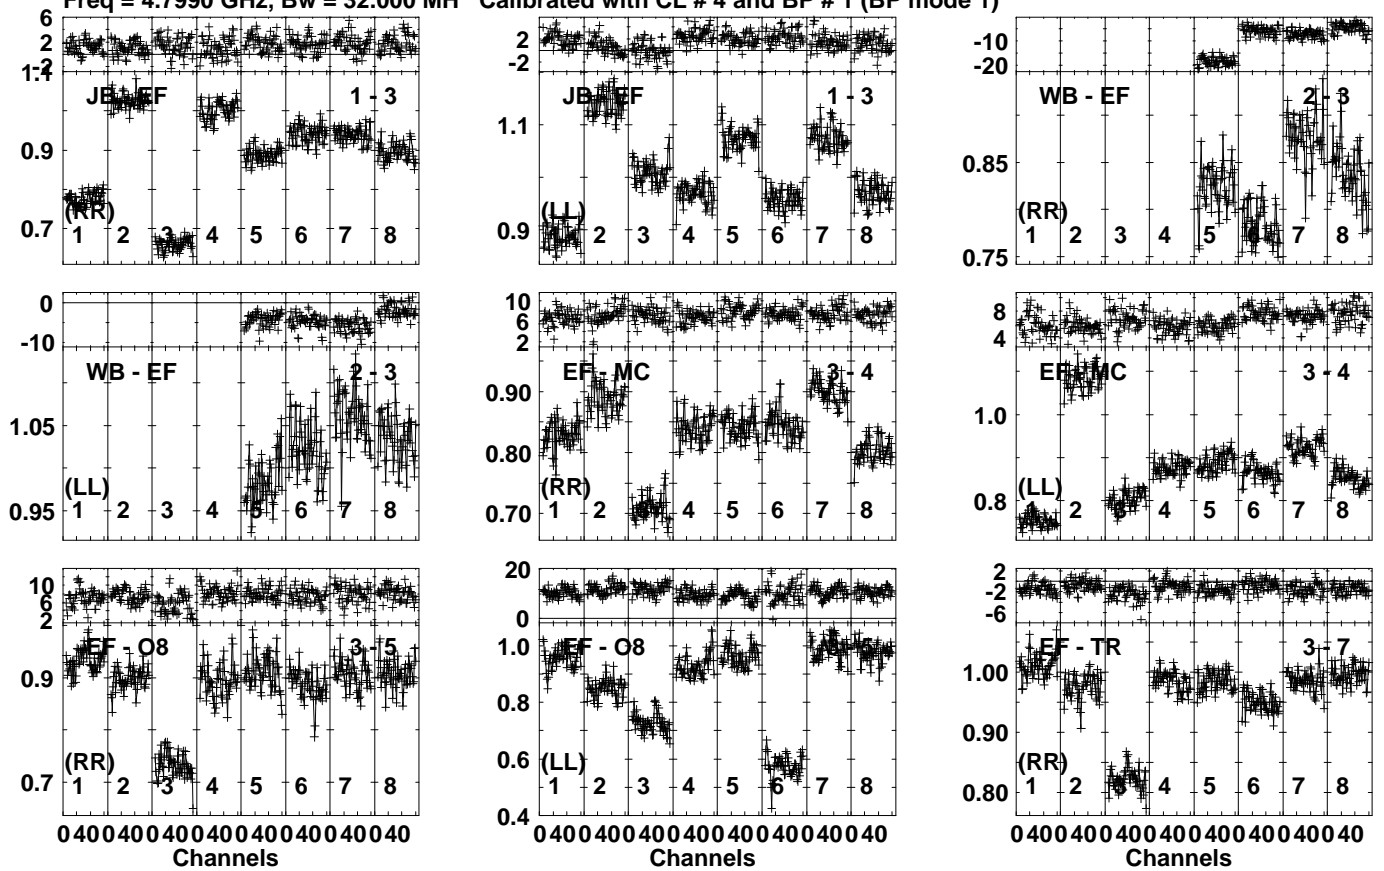 Freq = 4.7990 GHz, Bw = 32.000 MH Calibrated with CL # 4 and BP # 1 (BP mode 1)
6
2
-2
1.4
JB - EF 1 - 3
0.9
0.7
(RR)
1 2 3 4 5 6 7 8
2
-2
JB - EF 1 - 3
1.1
0.9
(LL)
1 2 3 4 5 6 7 8
-10
-20
WB - EF 2 - 3
0.85
0.75
(RR)
1 2 3 4 5 6 7 8
0
-10
WB - EF 2 - 3
1.05
0.95
(LL)
1 2 3 4 5 6 7 8
10
6
2
EF - MC 3 - 4
0.90
0.80
0.70
(RR)
1 2 3 4 5 6 7 8
8
4
EF - MC 3 - 4
1.0
0.8
(LL)
1 2 3 4 5 6 7 8
10
6
2
EF - O8 3 - 5
0.9
0.7
(RR)
1 2 3 4 5 6 7 8
0 40 0 40 0 40 0 40 0 40 0 40 0 40 0 40
Channels
20
0
EF - O8 3 - 5
1.0
0.8
0.6
0.4
(LL)
1 2 3 4 5 6 7 8
0 40 0 40 0 40 0 40 0 40 0 40 0 40 0 40
Channels
2
-2
-6
EF - TR 3 - 7
1.00
0.90
0.80
(RR)
1 2 3 4 5 6 7 8
0 40 0 40 0 40 0 40 0 40 0 40 0 40 0 40
Channels